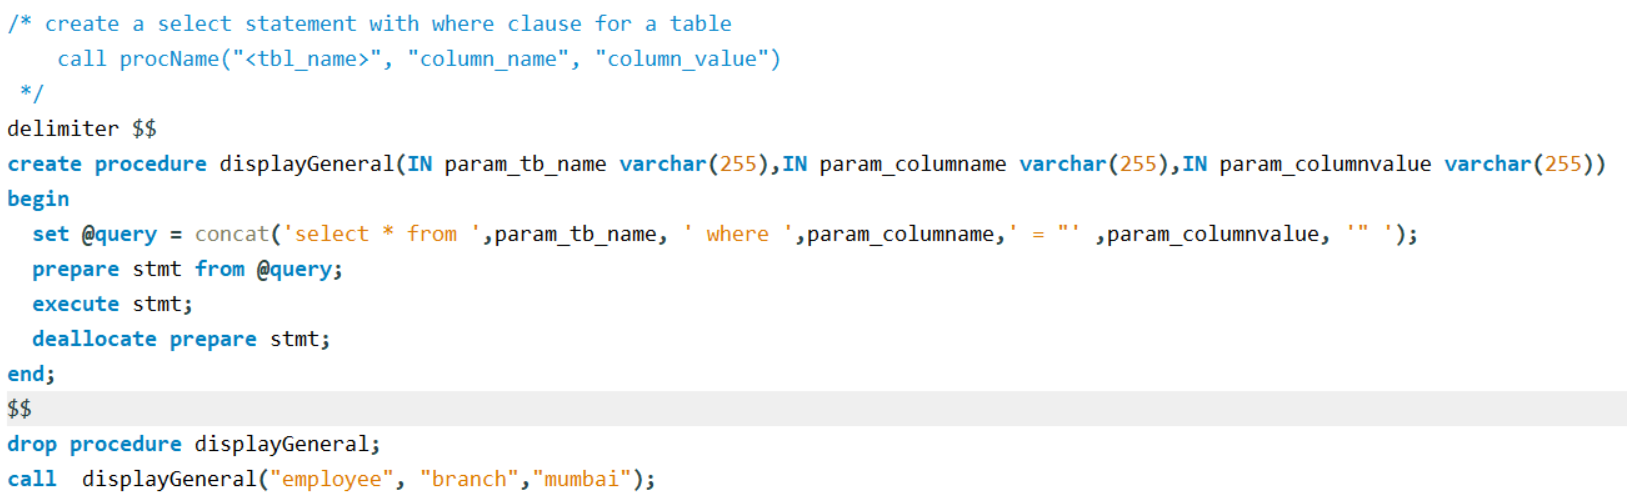 /* create a select statement with where clause for a table
    call procName("<tbl_name>", "column_name", "column_value")
 */
delimiter $$
create procedure displayGeneral(IN param_tb_name varchar(255),IN param_columname varchar(255),IN param_columnvalue varchar(255))
begin
  set @query = concat('select * from ',param_tb_name, ' where ',param_columname,' = "' ,param_columnvalue, '" ');
  prepare stmt from @query;
  execute stmt;
  deallocate prepare stmt;
end;
$$
drop procedure displayGeneral;
call  displayGeneral("employee", "branch","mumbai");